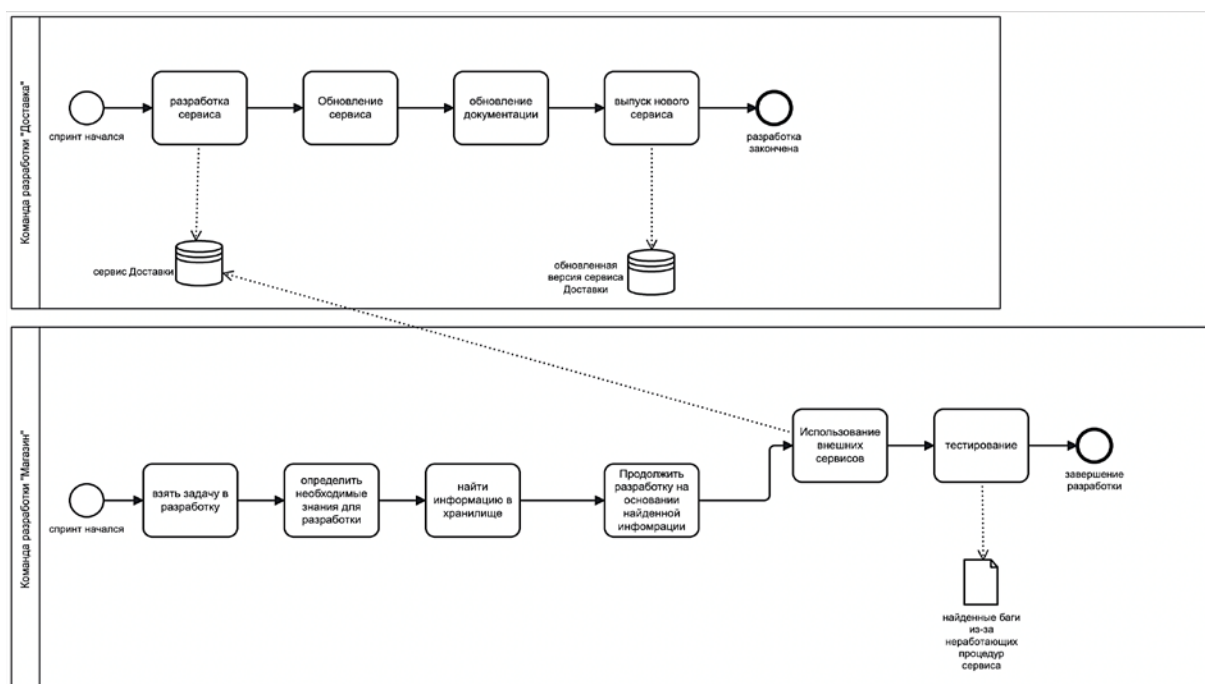 Команда разработки "Доставка"
спринт начался
разработка
сервиса
Обновление
сервиса
обновление
документации
выпуск нового
сервиса
разработка
закончена
сервис Доставки
обновленная
версия сервиса
Доставки
Команда разработки "Магазин"
спринт начался
взять задачу в
разработку
определить
необходимые
знания для
разработки
найти
информацию в
хранилище
Продолжить
разработку на
основании
найденной
инфомрации
Использование
внешних
сервисов
тестирование
завершение
разработки
найденные баги
из-за
неработающих
процедур
сервиса